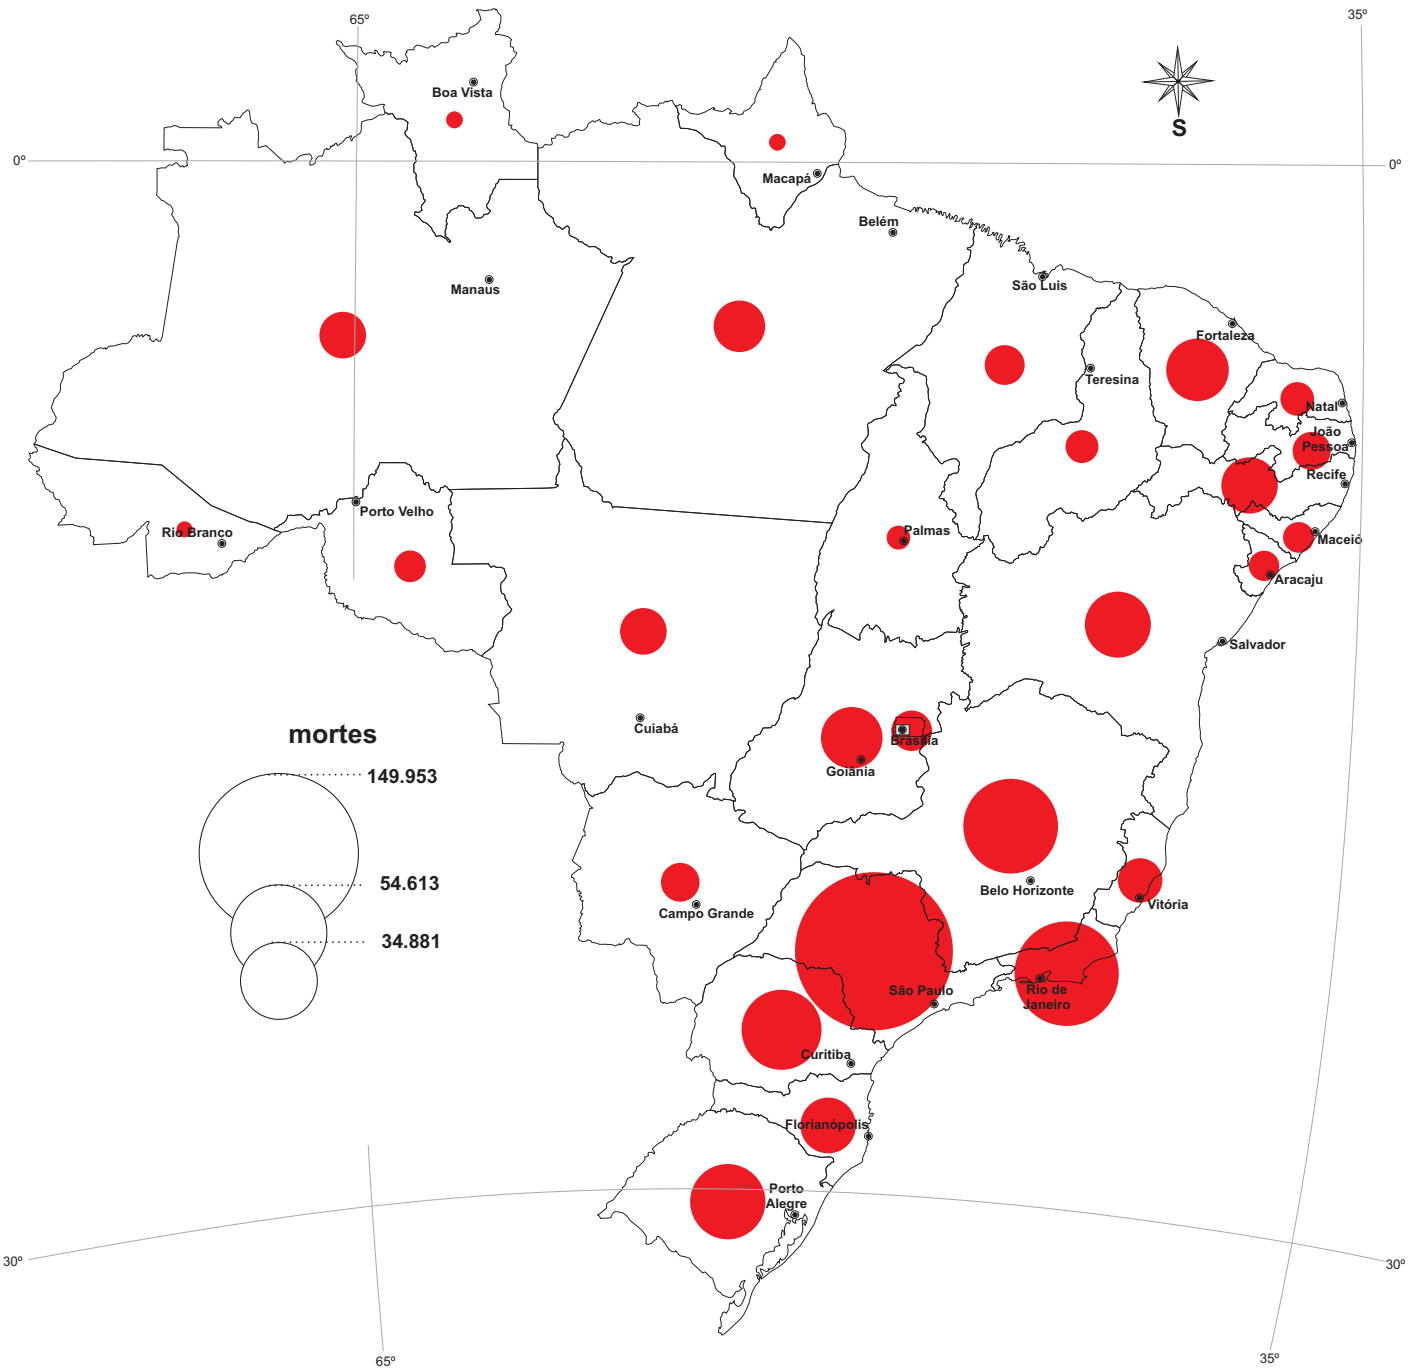 65º
35º
Boa Vista
S
0º
0º
Macapá
Belém
São Luis
Manaus
Fortaleza
Teresina
Natal
João
Pessoa
Recife
Porto Velho
Palmas
Rio Branco
Maceió
Aracaju
Salvador
Cuiabá
Brasília
Goiânia
mortes
149.953
54.613
34.881
Belo Horizonte
Vitória
Campo Grande
São Paulo
Rio de
Janeiro
Curitiba
Florianópolis
Porto
Alegre
30º
30º
65º
35º